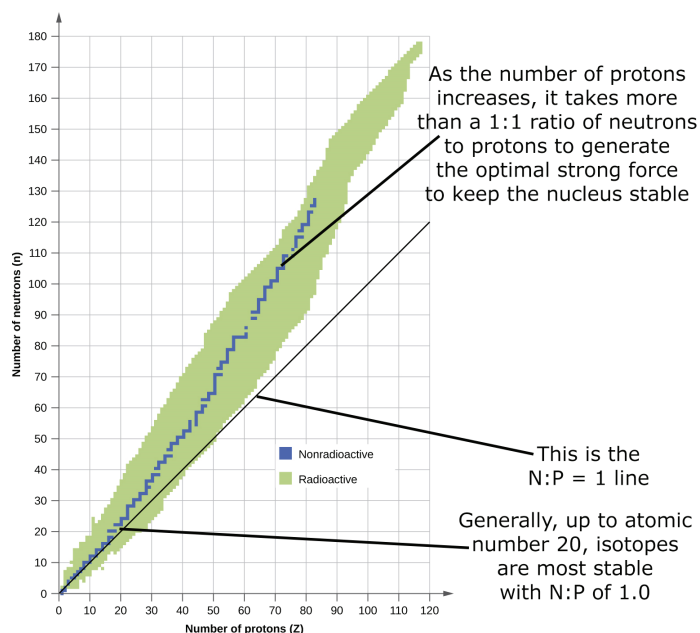 180
170
160
150
140
130
120
110
100
90
80
70
60
50
40
30
20
10
0
Number of neutrons (n)
As the number of protons
increases, it takes more
than a 1:1 ratio of neutrons
to protons to generate
the optimal strong force
to keep the nucleus stable
Nonradioactive
Radioactive
This is the
N:P = 1 line
Generally, up to atomic
number 20, isotopes
are most stable
with N:P of 1.0
0 10 20 30 40 50 60 70 80 90 100 110 120
Number of protons (Z)